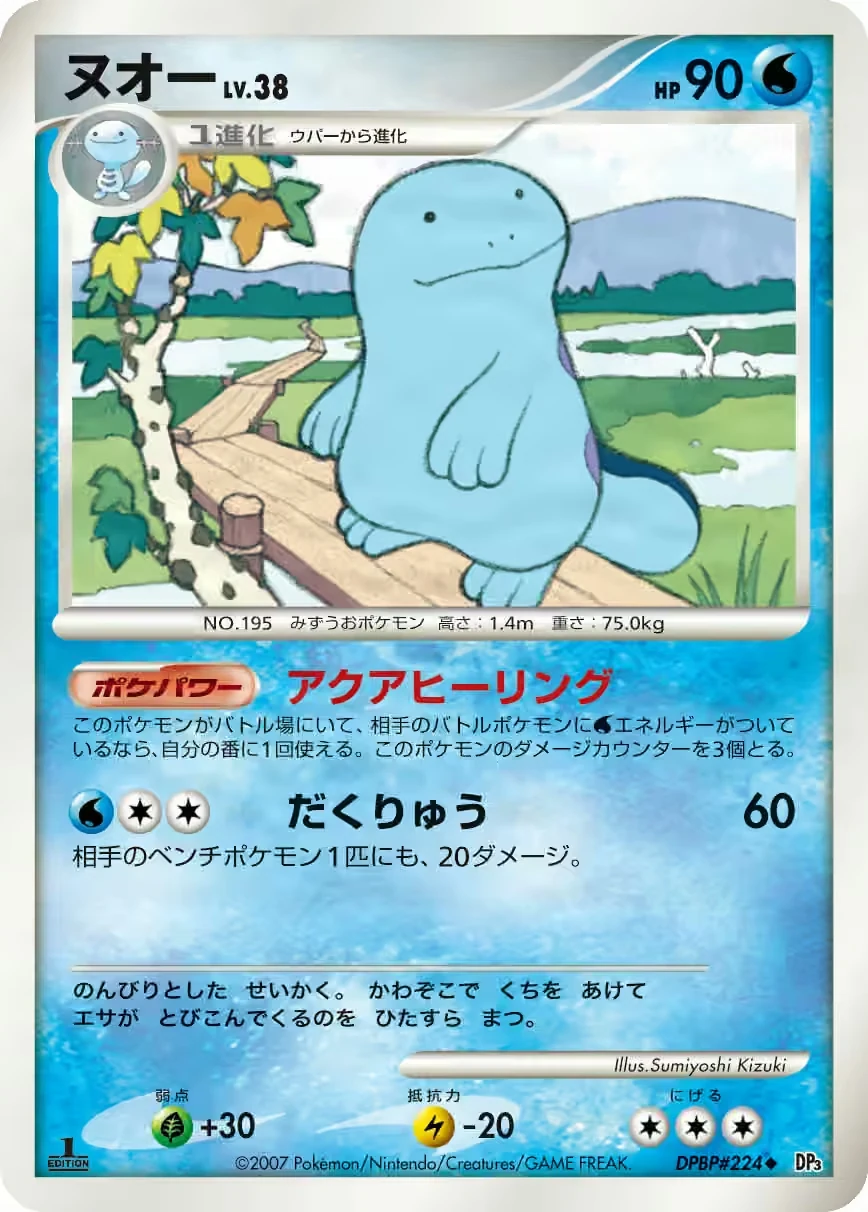 ヌオー LV.38
HP 90
1進化 ウパーから進化
NO.195 みずうおポケモン 高さ:1.4m 重さ:75.0kg
ポケパワー アクアヒーリング
このポケモンがバトル場にいて、相手のバトルポケモンにエネルギーがついて
いるなら、自分の番に1回使える。このポケモンのダメージカウンターを3個とる。
だくりゅう 60
相手のベンチポケモン1匹にも、20ダメージ。
のんびりとした せいかく。 かわぞこで くちを あけて
エサが とびこんでくるのを ひたすら まつ。
Illus.Sumiyoshi Kizuki
弱点 +30
抵抗力 -20
にげる
1 EDITION
©2007 Pokémon/Nintendo/Creatures/GAME FREAK.
DPBP#224◆ DP3